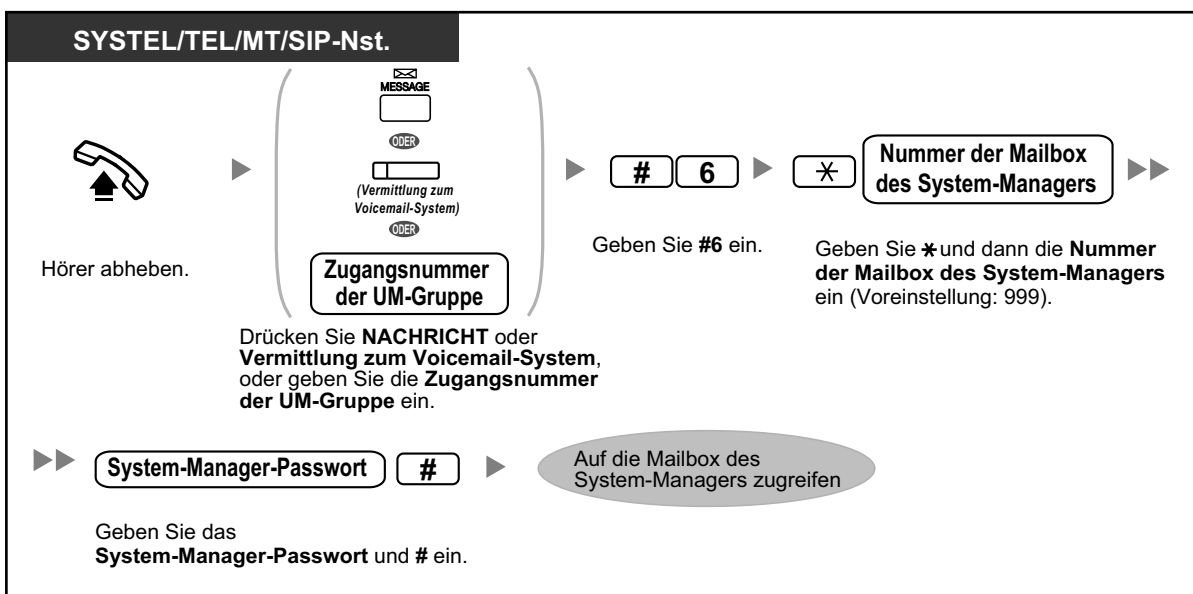 SYSTEL/TEL/MT/SIP-Nst.
MESSAGE
ODER
(Vermittlung zum
Voicemail-System)
ODER
Zugangsnummer
der UM-Gruppe
# 6
* Nummer der Mailbox
des System-Managers
Hörer abheben.
Drücken Sie NACHRICHT oder
Vermittlung zum Voicemail-System,
oder geben Sie die Zugangsnummer
der UM-Gruppe ein.
Geben Sie #6 ein.
Geben Sie * und dann die Nummer
der Mailbox des System-Managers
ein (Voreinstellung: 999).
System-Manager-Passwort #
Auf die Mailbox des
System-Managers zugreifen
Geben Sie das
System-Manager-Passwort und # ein.